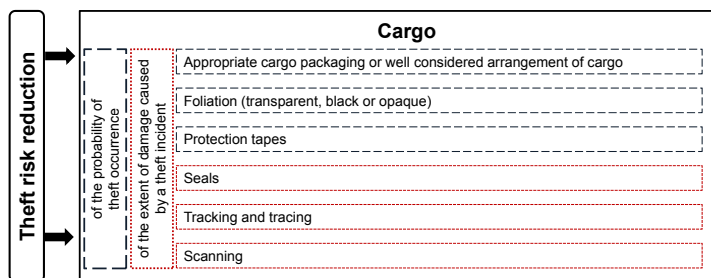 Theft risk reduction
Cargo
of the probability of
theft occurrence
of the extent of damage caused
by a theft incident
Appropriate cargo packaging or well considered arrangement of cargo
Foliation (transparent, black or opaque)
Protection tapes
Seals
Tracking and tracing
Scanning